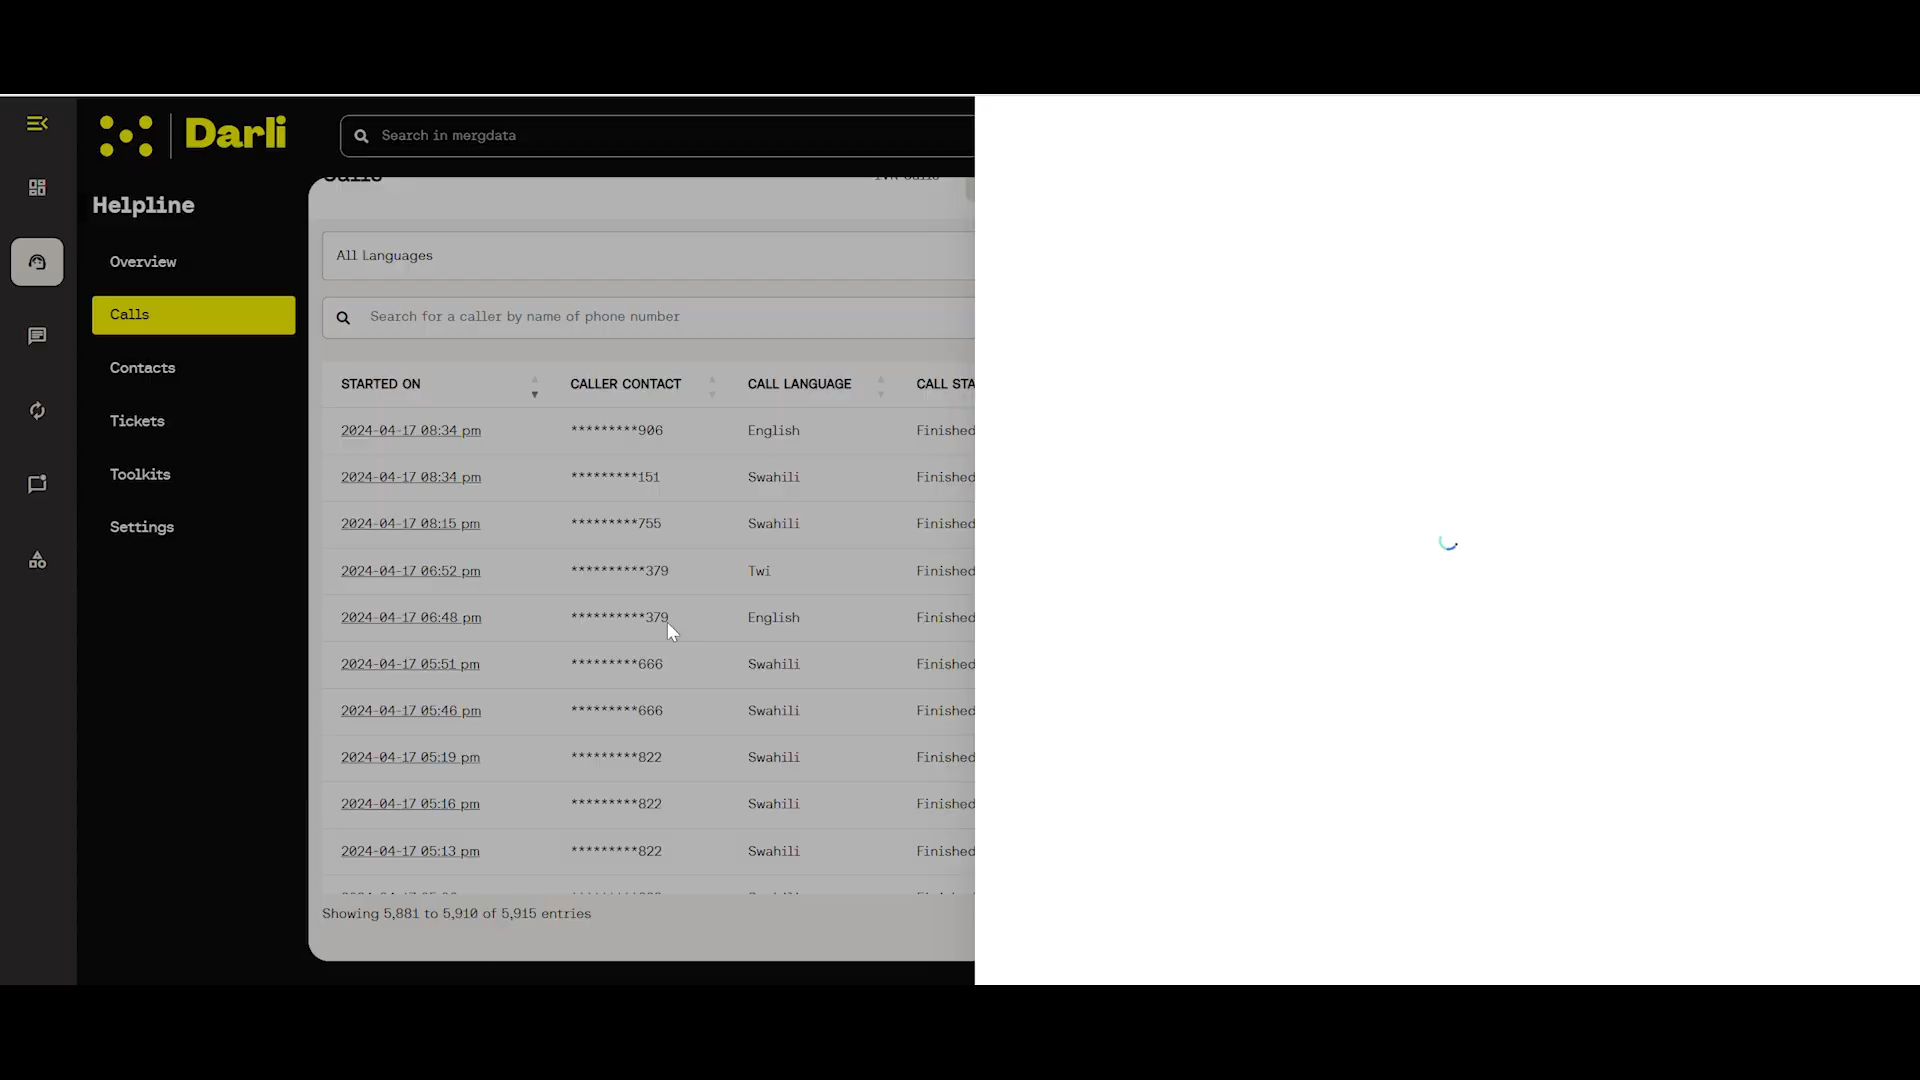 Darli
Search in mergdata
Helpline
Overview
Calls
Contacts
Tickets
Toolkits
Settings
Calls
IVR Calls
All Languages
Search for a caller by name of phone number
STARTED ON CALLER CONTACT CALL LANGUAGE CALL STA
2024-04-17 08:34 pm *********906 English Finished
2024-04-17 08:34 pm *********151 Swahili Finished
2024-04-17 08:15 pm *********755 Swahili Finished
2024-04-17 06:52 pm **********379 Twi Finished
2024-04-17 06:48 pm **********379 English Finished
2024-04-17 05:51 pm *********666 Swahili Finished
2024-04-17 05:46 pm *********666 Swahili Finished
2024-04-17 05:19 pm *********822 Swahili Finished
2024-04-17 05:16 pm *********822 Swahili Finished
2024-04-17 05:13 pm *********822 Swahili Finished
Showing 5,881 to 5,910 of 5,915 entries